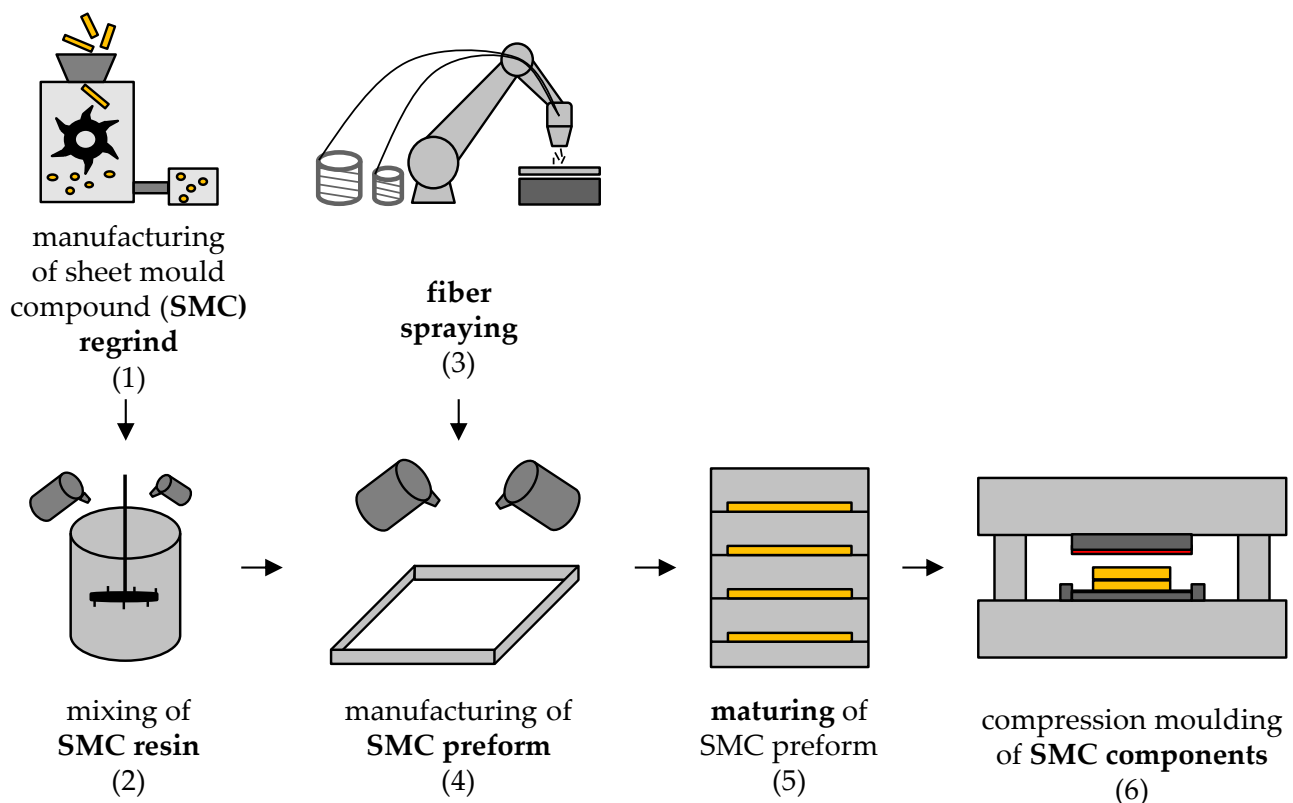 manufacturing
of sheet mould
compound (SMC)
regrind
(1)
fiber
spraying
(3)
mixing of
SMC resin
(2)
manufacturing of
SMC preform
(4)
maturing of
SMC preform
(5)
compression moulding
of SMC components
(6)